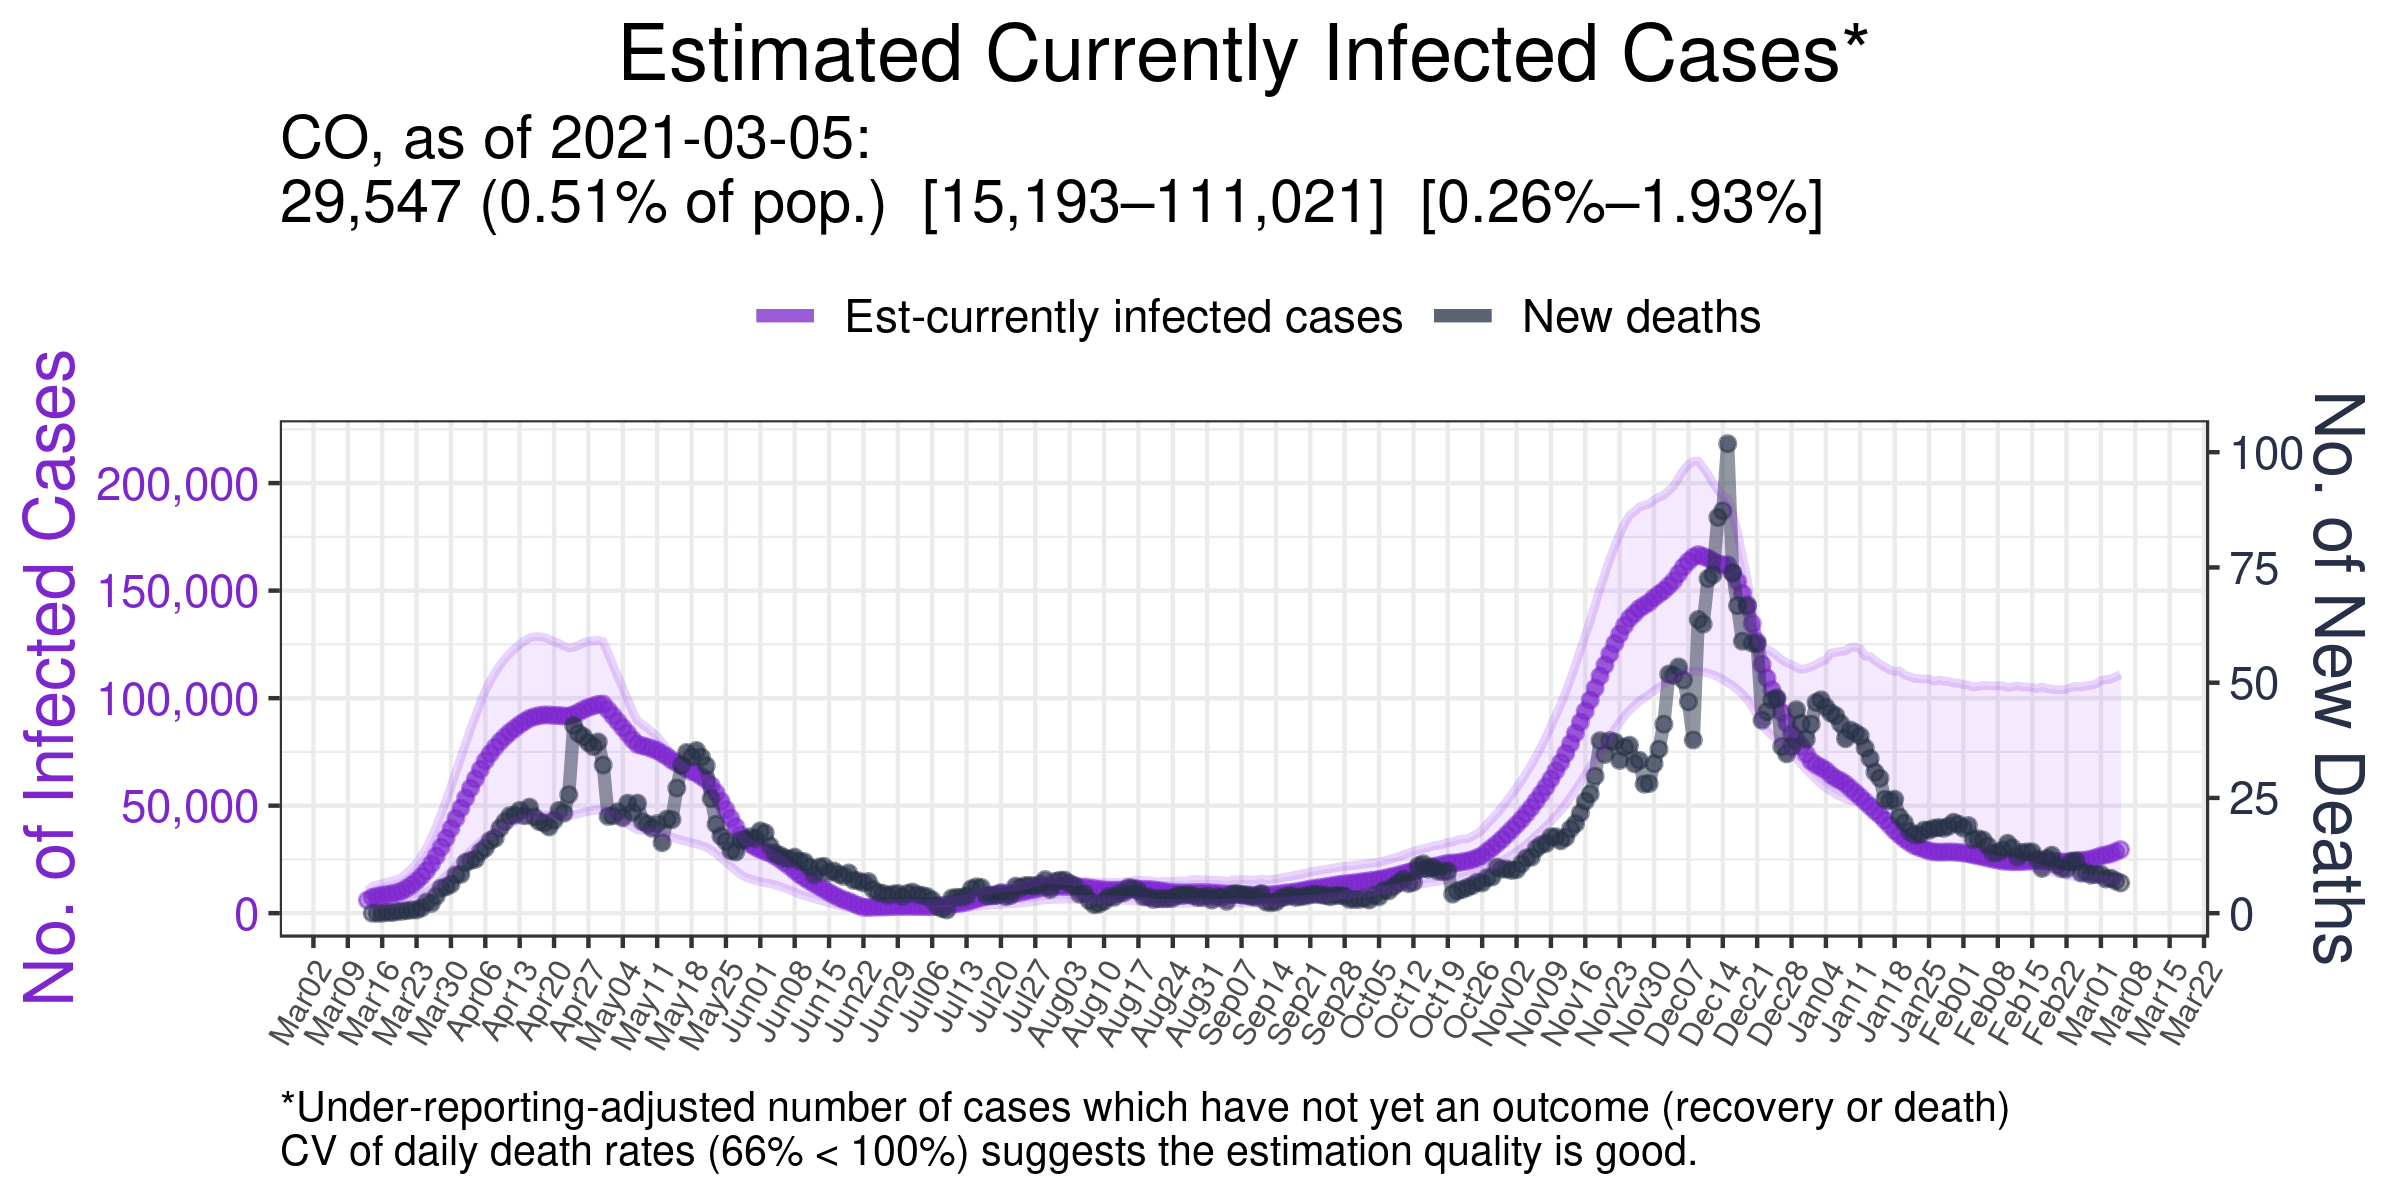 Estimated Currently Infected Cases*
CO, as of 2021-03-05:
29,547 (0.51% of pop.) [15,193–111,021] [0.26%–1.93%]
Est-currently infected cases
New deaths
No. of Infected Cases
200,000
150,000
100,000
50,000
0
100
75
50
25
0
No. of New Deaths
Mar02
Mar09
Mar16
Mar23
Mar30
Apr06
Apr13
Apr20
Apr27
May04
May11
May18
May25
Jun01
Jun08
Jun15
Jun22
Jun29
Jul06
Jul13
Jul20
Jul27
Aug03
Aug10
Aug17
Aug24
Aug31
Sep07
Sep14
Sep21
Sep28
Oct05
Oct12
Oct19
Oct26
Nov02
Nov09
Nov16
Nov23
Nov30
Dec07
Dec14
Dec21
Dec28
Jan04
Jan11
Jan18
Jan25
Feb01
Feb08
Feb15
Feb22
Mar01
Mar08
Mar15
Mar22
*Under-reporting-adjusted number of cases which have not yet an outcome (recovery or death)
CV of daily death rates (66% < 100%) suggests the estimation quality is good.